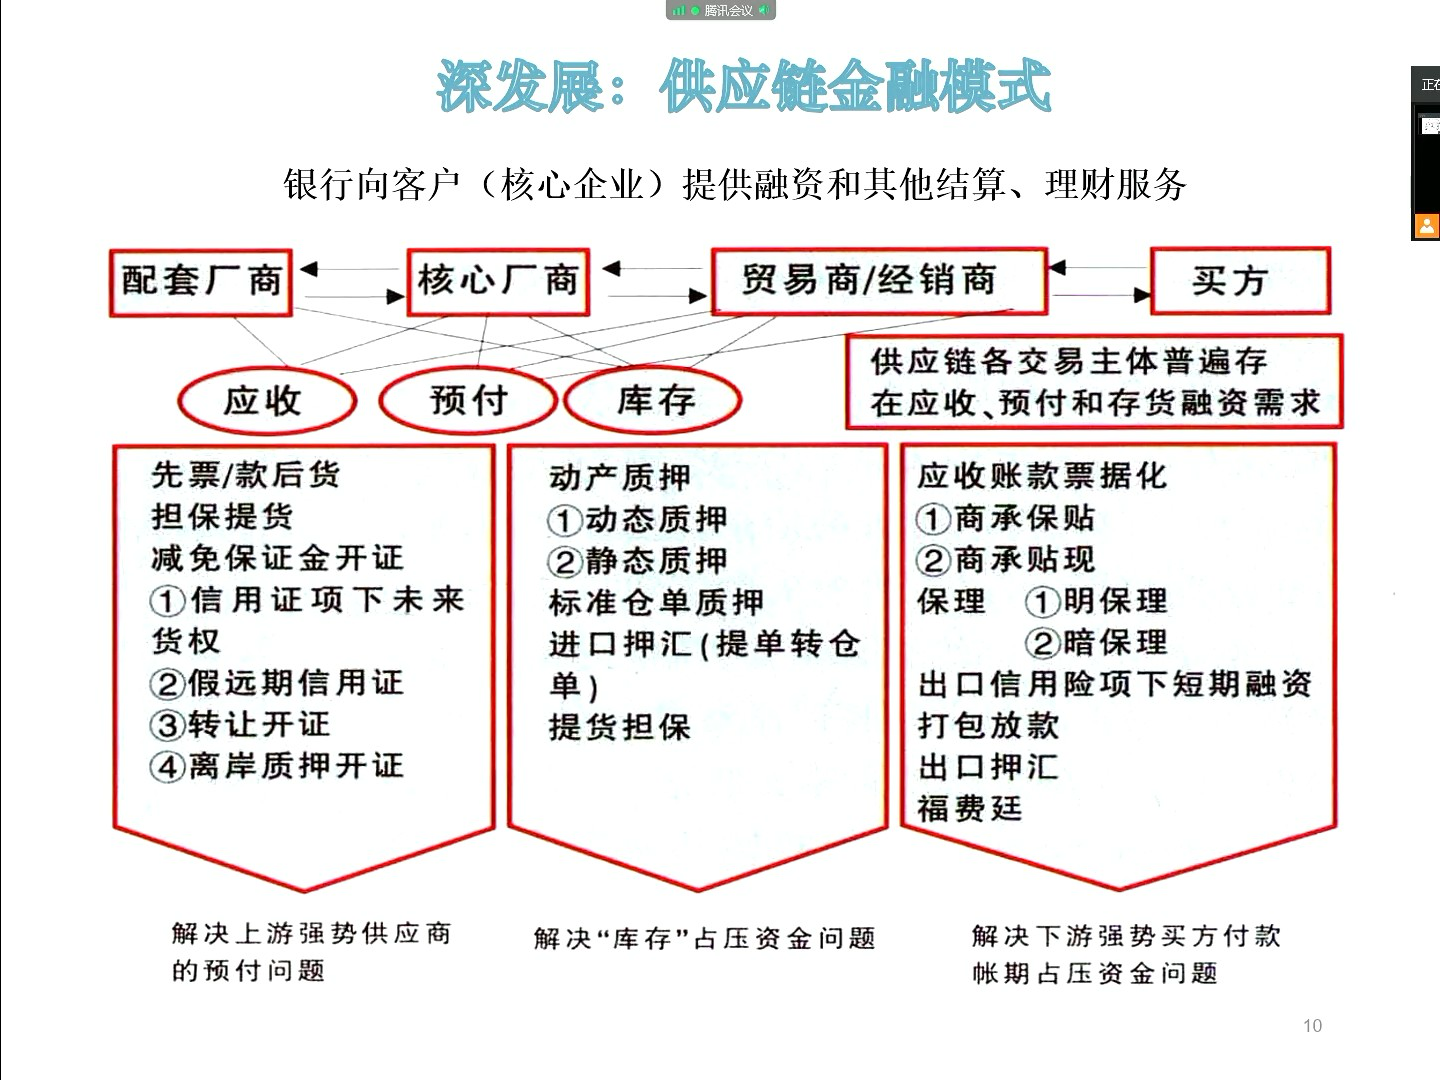 腾讯会议
深发展：供应链金融模式
银行向客户（核心企业）提供融资和其他结算、理财服务
配套厂商
核心厂商
贸易商/经销商
买方
供应链各交易主体普遍存
在应收、预付和存货融资需求
应收
预付
库存
先票/款后货
担保提货
减免保证金开证
①信用证项下未来
货权
②假远期信用证
③转让开证
④离岸质押开证
动产质押
①动态质押
②静态质押
标准仓单质押
进口押汇(提单转仓
单)
提货担保
应收账款票据化
①商承保贴
②商承贴现
保理 ①明保理
②暗保理
出口信用险项下短期融资
打包放款
出口押汇
福费廷
解决上游强势供应商
的预付问题
解决“库存”占压资金问题
解决下游强势买方付款
帐期占压资金问题
10